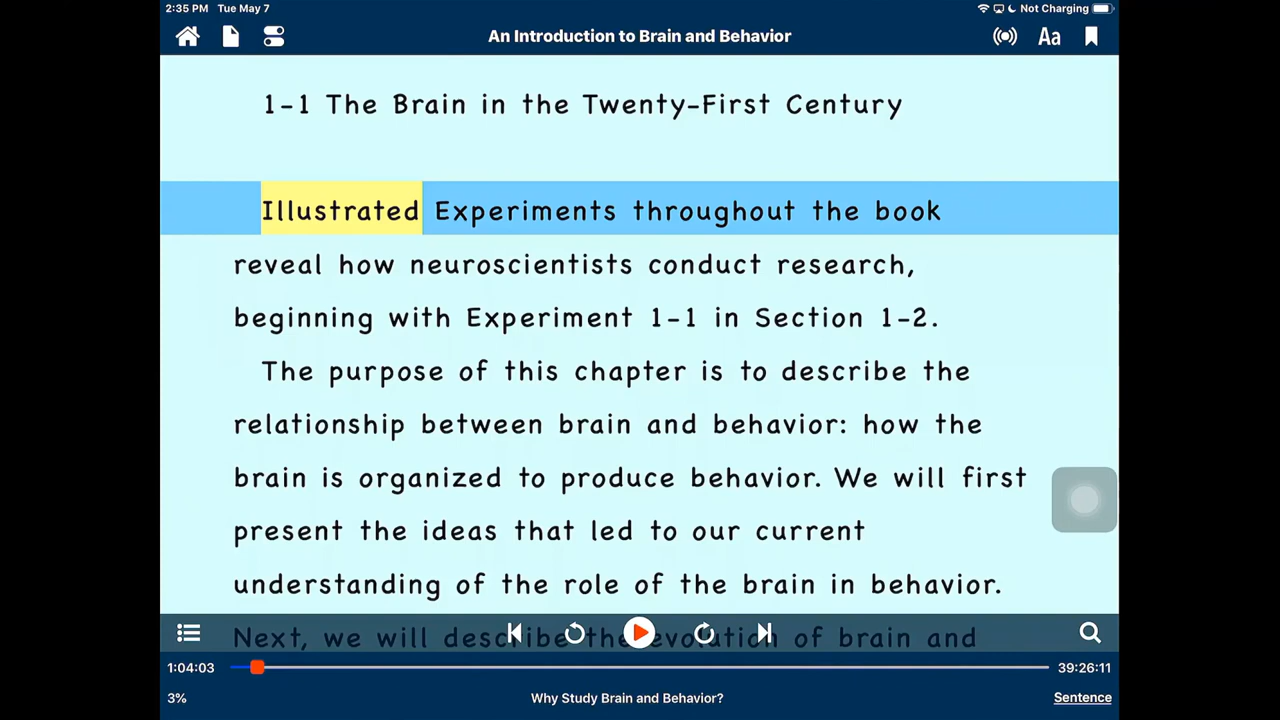 2:35 PM Tue May 7 Not Charging
An Introduction to Brain and Behavior Aa
1-1 The Brain in the Twenty-First Century
Illustrated Experiments throughout the book
reveal how neuroscientists conduct research,
beginning with Experiment 1-1 in Section 1-2.
The purpose of this chapter is to describe the
relationship between brain and behavior: how the
brain is organized to produce behavior. We will first
present the ideas that led to our current
understanding of the role of the brain in behavior.
Next, we will describe the evolution of brain and
1:04:03 39:26:11
3% Why Study Brain and Behavior? Sentence